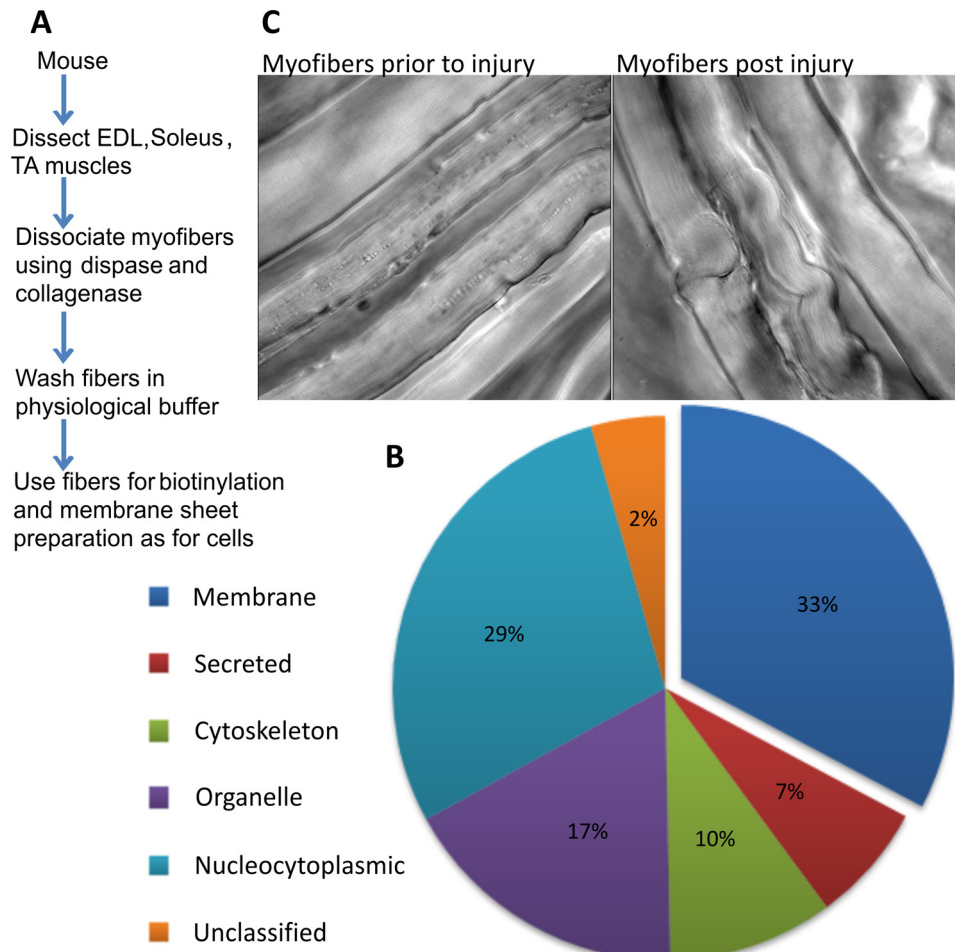 A
Mouse
Dissect EDL, Soleus,
TA muscles
Dissociate myofibers
using dispase and
collagenase
Wash fibers in
physiological buffer
Use fibers for biotinylation
and membrane sheet
preparation as for cells
C
Myofibers prior to injury
Myofibers post injury
B
2%
33%
29%
7%
10%
17%
Membrane
Secreted
Cytoskeleton
Organelle
Nucleocytoplasmic
Unclassified